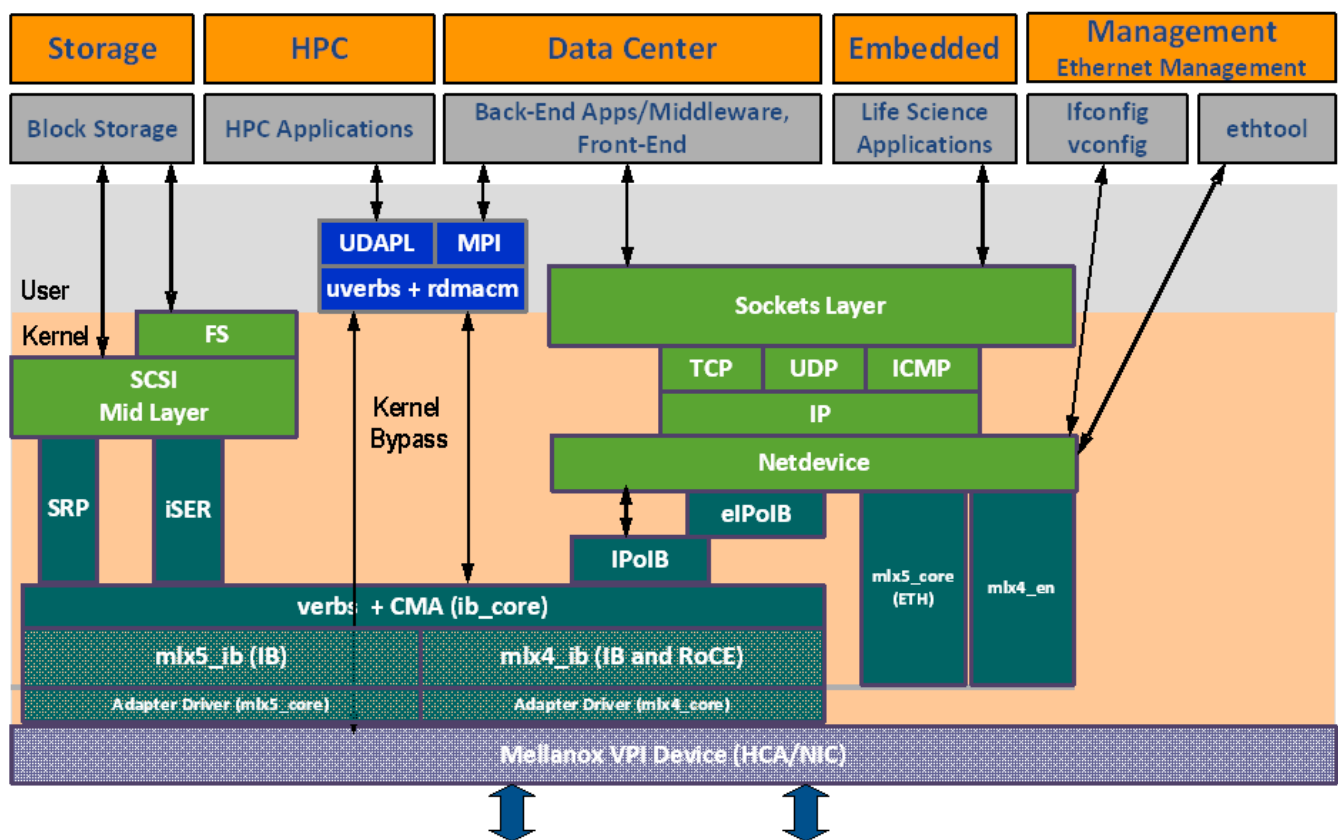 Storage
HPC
Data Center
Embedded
Management
Ethernet Management
Block Storage
HPC Applications
Back-End Apps/Middleware,
Front-End
Life Science
Applications
Ifconfig
vconfig
ethtool
UDAPL
MPI
uverbs + rdmacm
User
Kernel
FS
SCSI
Mid Layer
Kernel
Bypass
Sockets Layer
TCP
UDP
ICMP
IP
Netdevice
SRP
iSER
eIPoIB
IPoIB
mlx5_core
(ETH)
mlx4_en
verbs + CMA (ib_core)
mlx5_ib (IB)
mlx4_ib (IB and RoCE)
Adapter Driver (mlx5_core)
Adapter Driver (mlx4_core)
Mellanox VPI Device (HCA/NIC)